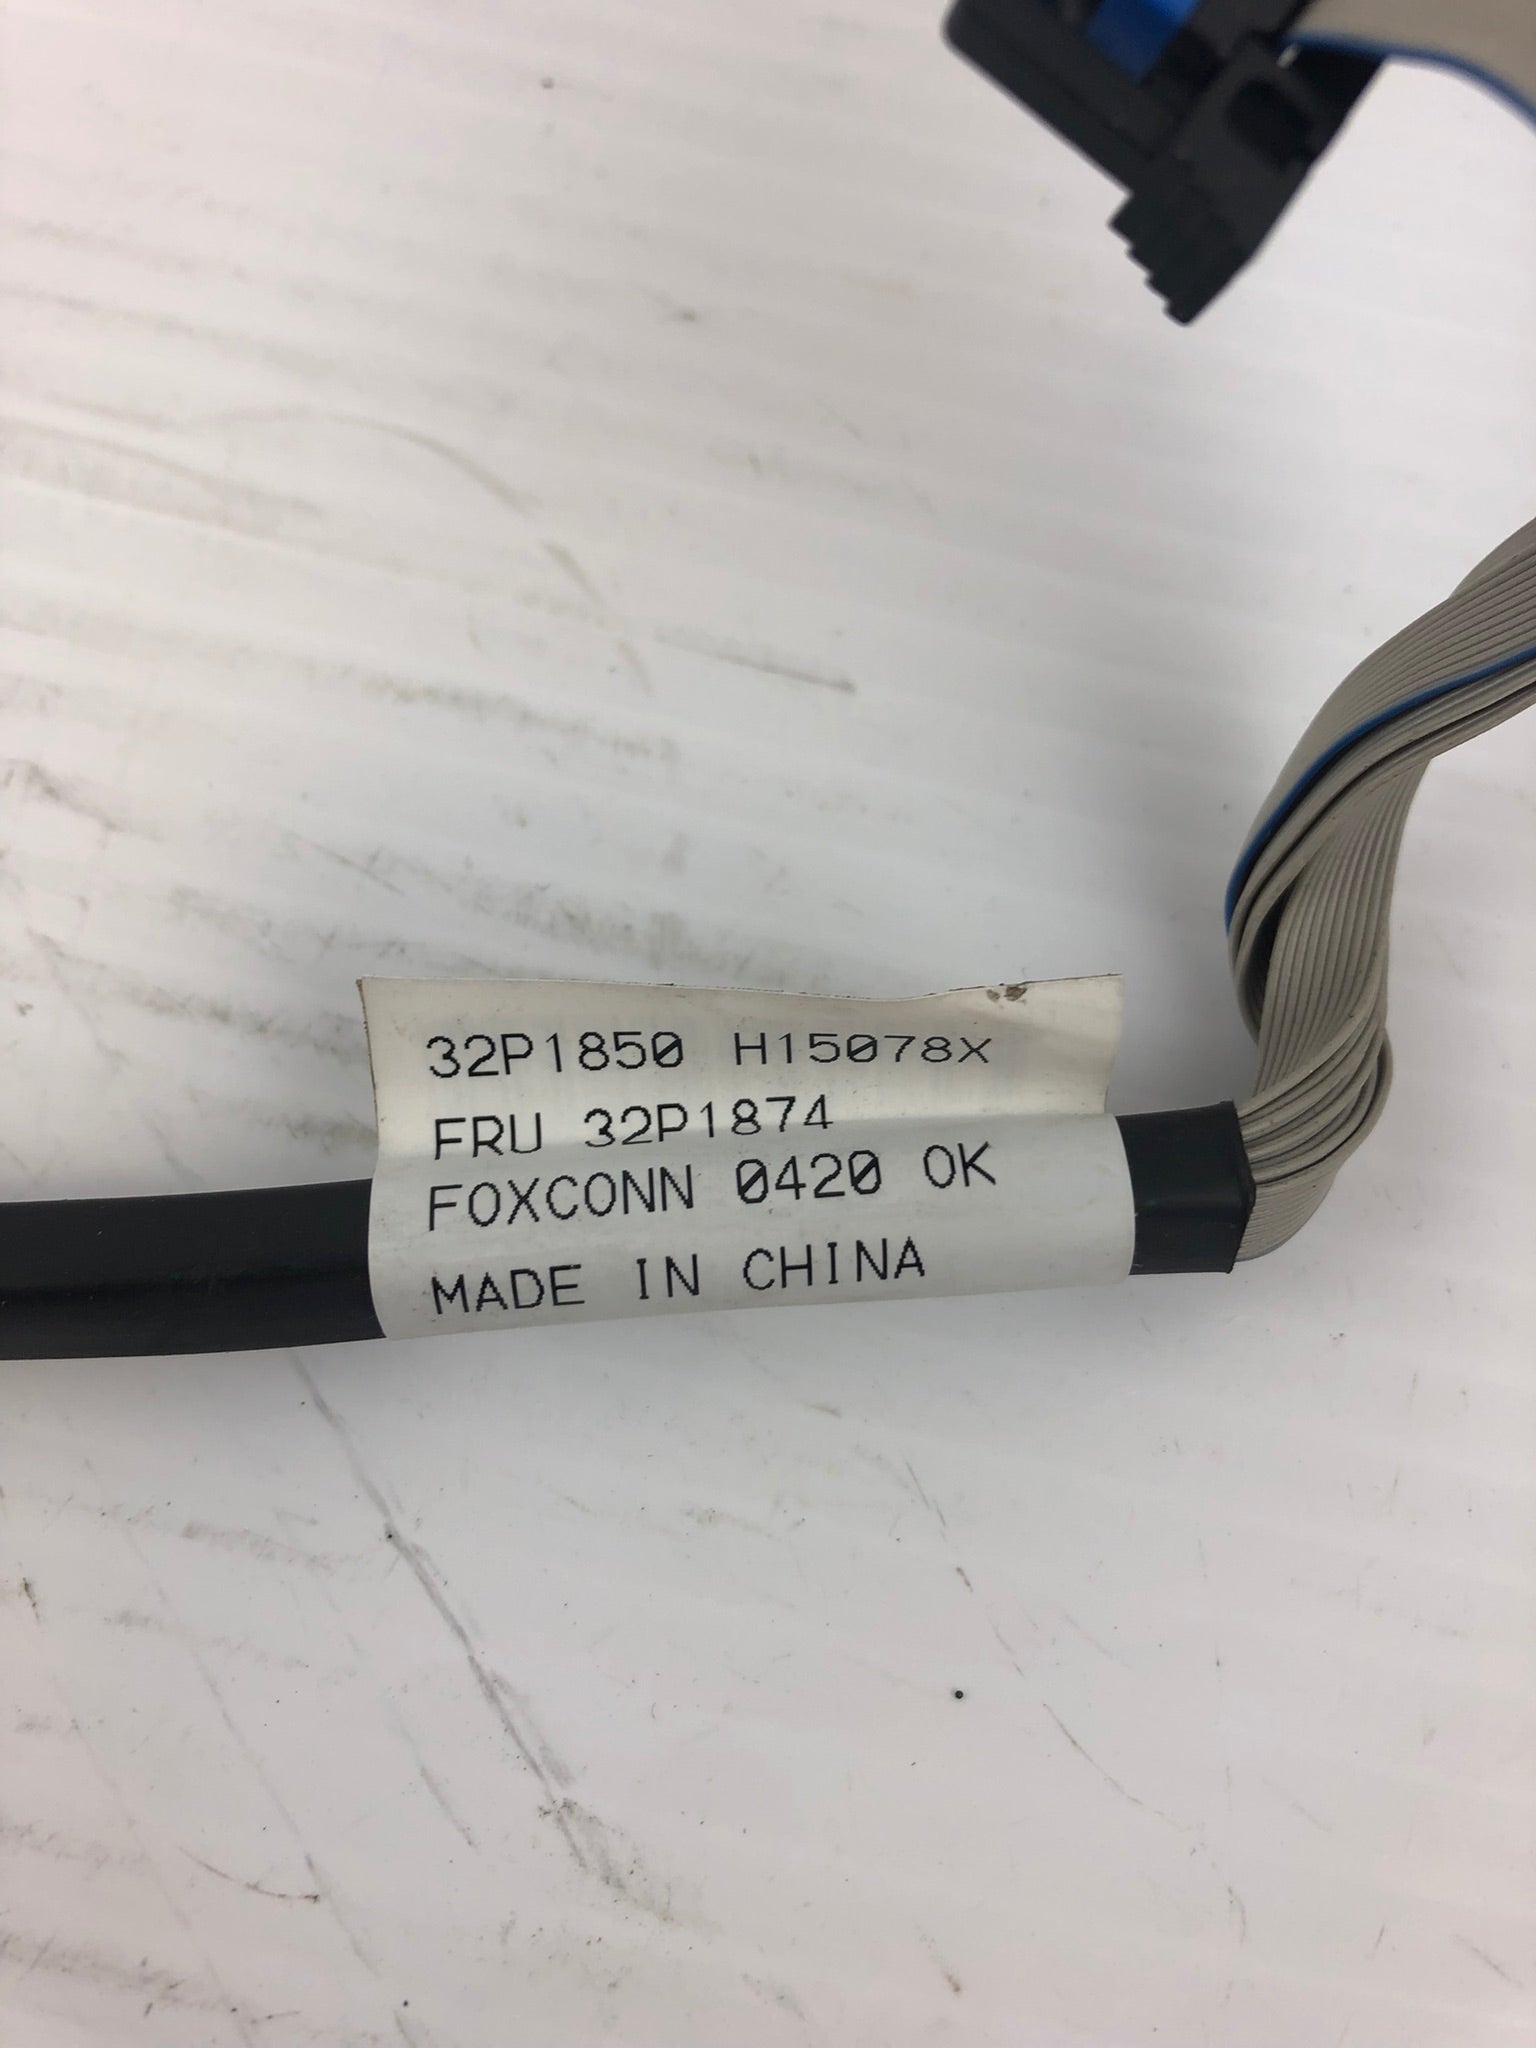 32P1850 H15078X
FRU 32P1874
FOXCONN 0420 OK
MADE IN CHINA